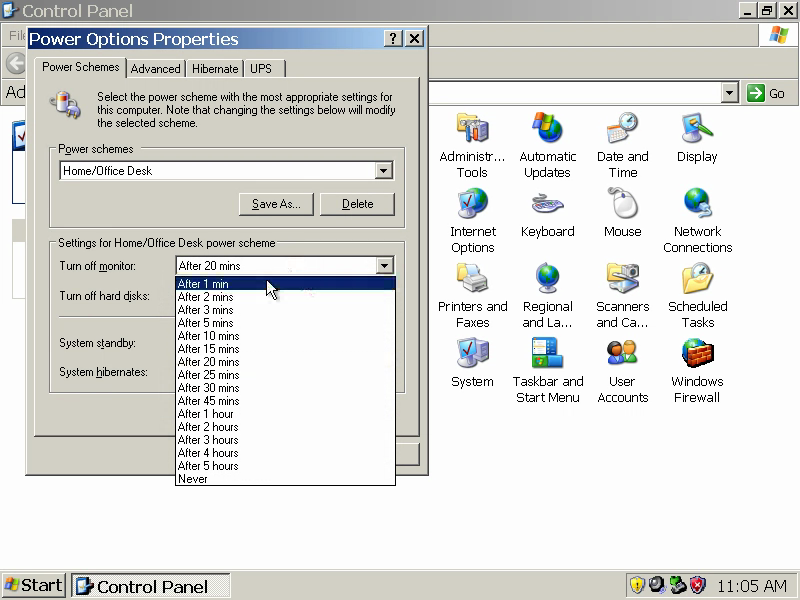 Control Panel
Power Options Properties
Power Schemes
Advanced
Hibernate
UPS
Select the power scheme with the most appropriate settings for
this computer. Note that changing the settings below will modify
the selected scheme.
Power schemes
Home/Office Desk
Save As...
Delete
Settings for Home/Office Desk power scheme
Turn off monitor:
After 20 mins
Turn off hard disks:
System standby:
System hibernates:
After 1 min
After 2 mins
After 3 mins
After 5 mins
After 10 mins
After 15 mins
After 20 mins
After 25 mins
After 30 mins
After 45 mins
After 1 hour
After 2 hours
After 3 hours
After 4 hours
After 5 hours
Never
Go
Administr...
Tools
Automatic
Updates
Date and
Time
Display
Internet
Options
Keyboard
Mouse
Network
Connections
Printers and
Faxes
Regional
and La...
Scanners
and Ca...
Scheduled
Tasks
System
Taskbar and
Start Menu
User
Accounts
Windows
Firewall
Start
Control Panel
11:05 AM